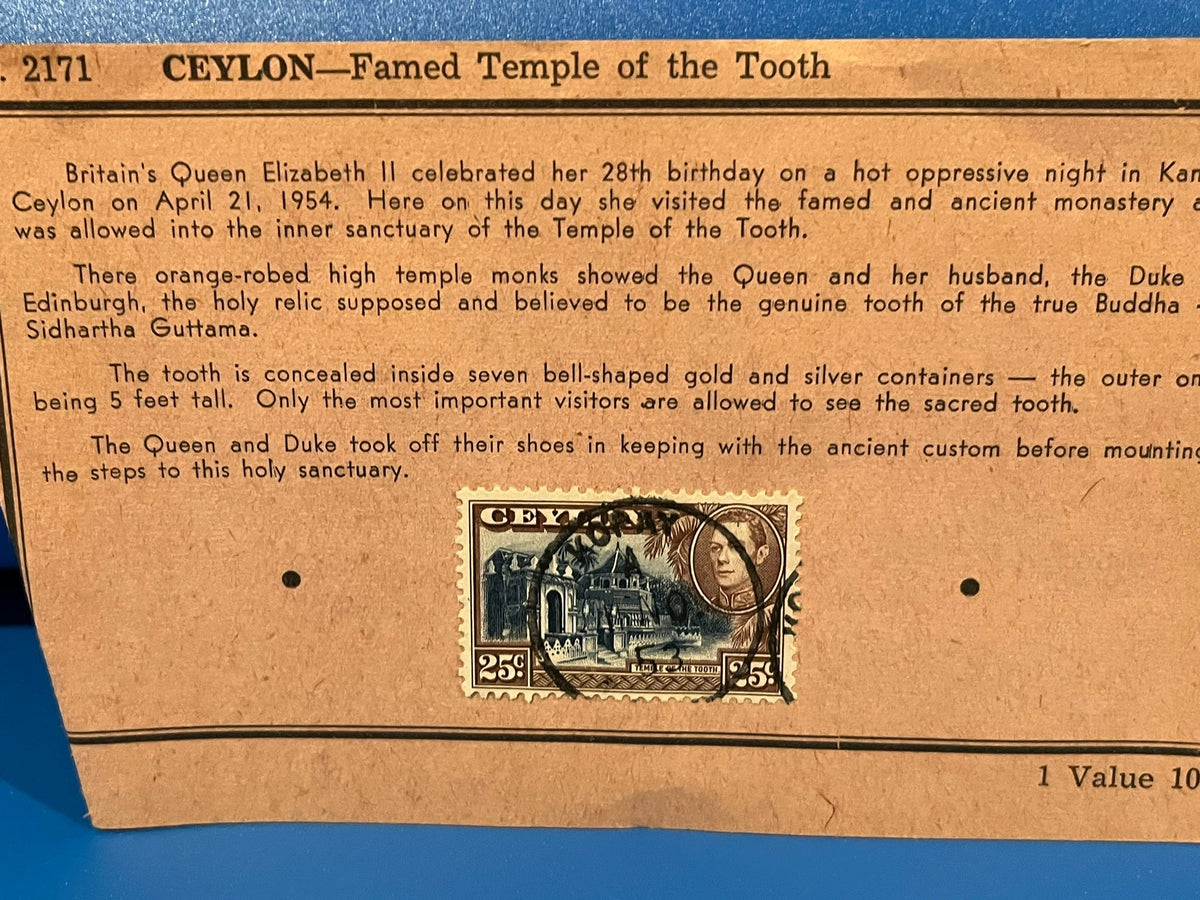 . 2171 CEYLON—Famed Temple of the Tooth
Britain's Queen Elizabeth II celebrated her 28th birthday on a hot oppressive night in Kan
Ceylon on April 21, 1954. Here on this day she visited the famed and ancient monastery a
was allowed into the inner sanctuary of the Temple of the Tooth.
There orange-robed high temple monks showed the Queen and her husband, the Duke
Edinburgh, the holy relic supposed and believed to be the genuine tooth of the true Buddha -
Sidhartha Guttama.
The tooth is concealed inside seven bell-shaped gold and silver containers — the outer on
being 5 feet tall. Only the most important visitors are allowed to see the sacred tooth.
The Queen and Duke took off their shoes in keeping with the ancient custom before mounting
the steps to this holy sanctuary.
CEYLON
25c TEMPLE OF THE TOOTH 25c
53
1 Value 10